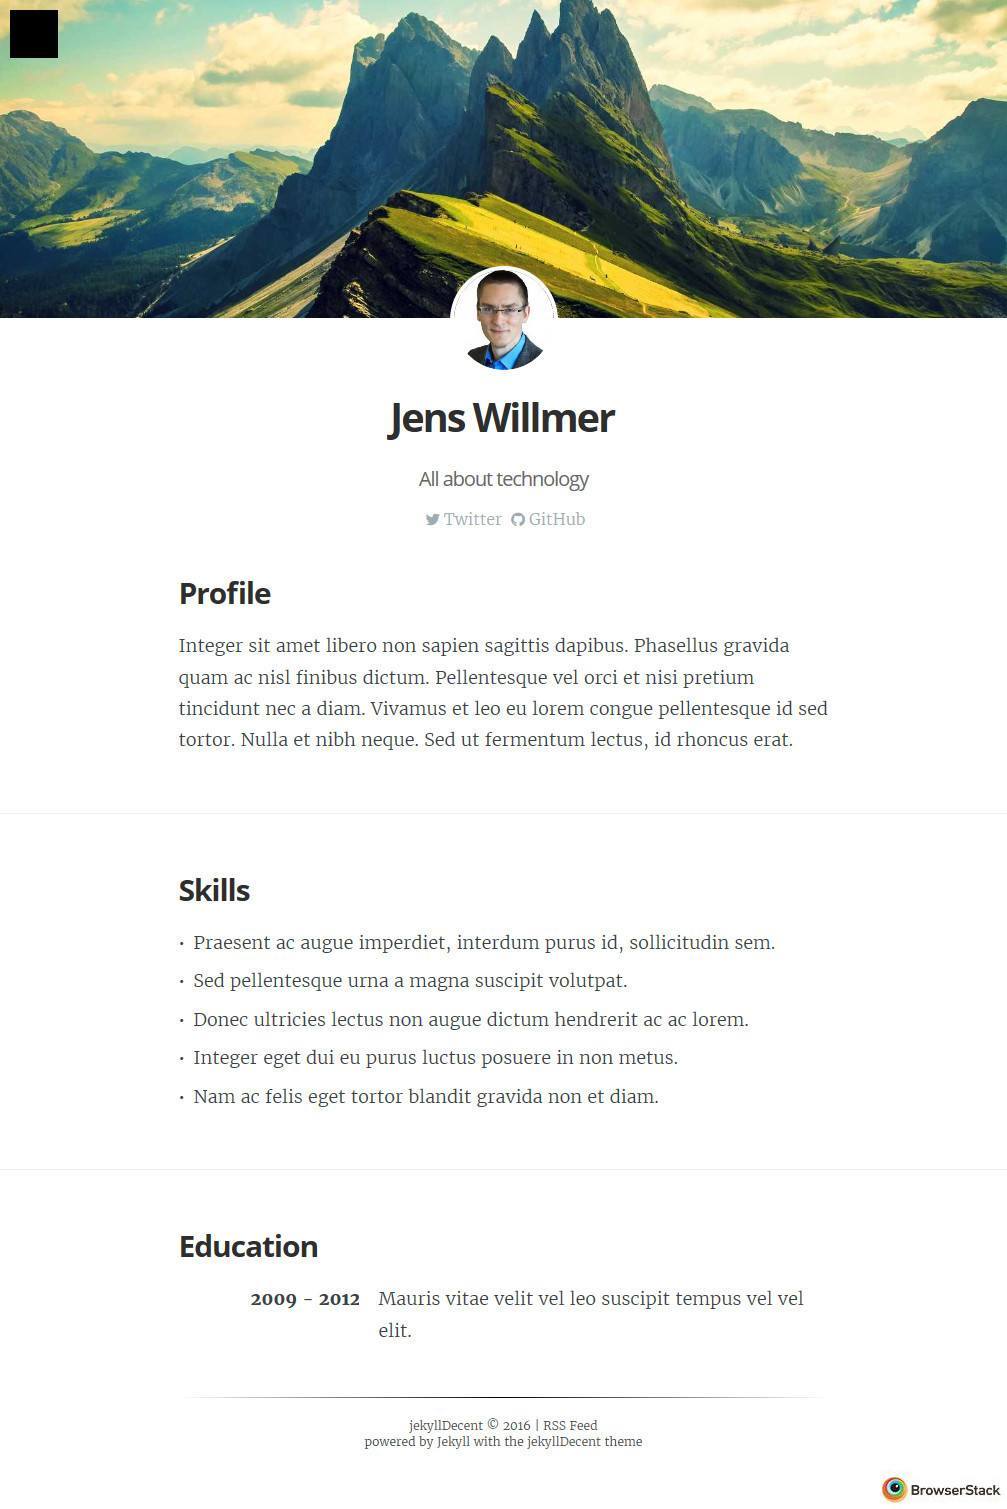 Jens Willmer
All about technology
Twitter GitHub
Profile
Integer sit amet libero non sapien sagittis dapibus. Phasellus gravida
quam ac nisl finibus dictum. Pellentesque vel orci et nisi pretium
tincidunt nec a diam. Vivamus et leo eu lorem congue pellentesque id sed
tortor. Nulla et nibh neque. Sed ut fermentum lectus, id rhoncus erat.
Skills
• Praesent ac augue imperdiet, interdum purus id, sollicitudin sem.
• Sed pellentesque urna a magna suscipit volutpat.
• Donec ultricies lectus non augue dictum hendrerit ac ac lorem.
• Integer eget dui eu purus luctus posuere in non metus.
• Nam ac felis eget tortor blandit gravida non et diam.
Education
2009 - 2012 Mauris vitae velit vel leo suscipit tempus vel vel
elit.
jekyllDecent © 2016 | RSS Feed
powered by Jekyll with the jekyllDecent theme
BrowserStack